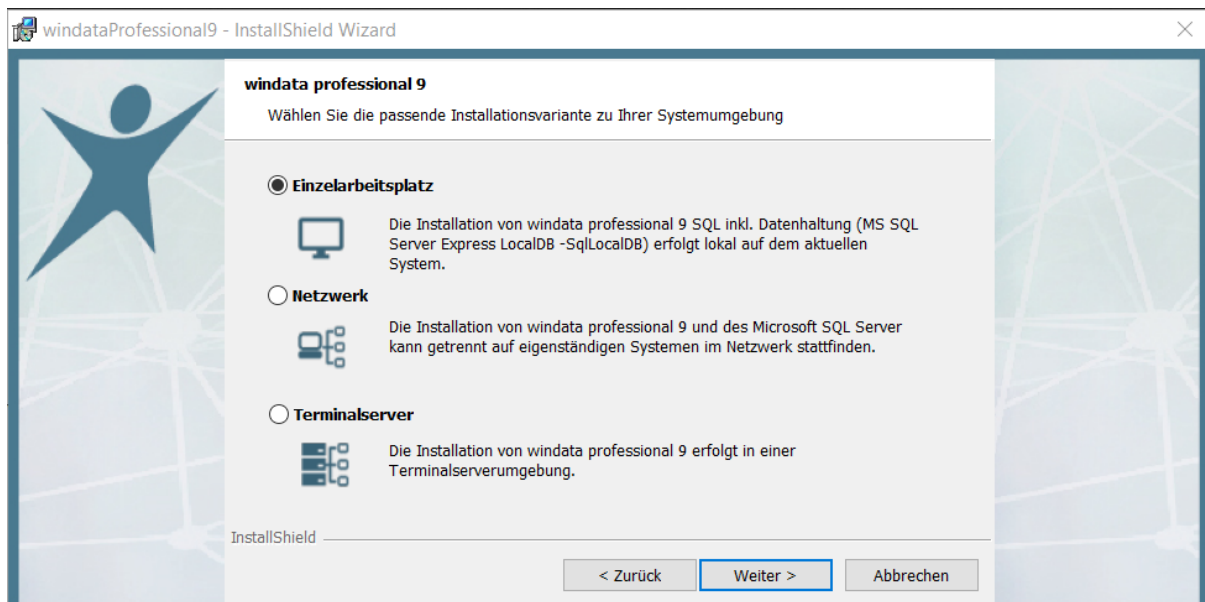 windataProfessional9 - InstallShield Wizard
windata professional 9
Wählen Sie die passende Installationsvariante zu Ihrer Systemumgebung
Einzelarbeitsplatz
Die Installation von windata professional 9 SQL inkl. Datenhaltung (MS SQL
Server Express LocalDB -SqlLocalDB) erfolgt lokal auf dem aktuellen
System.
Netzwerk
Die Installation von windata professional 9 und des Microsoft SQL Server
kann getrennt auf eigenständigen Systemen im Netzwerk stattfinden.
Terminalserver
Die Installation von windata professional 9 erfolgt in einer
Terminalserverumgebung.
InstallShield
< Zurück
Weiter >
Abbrechen